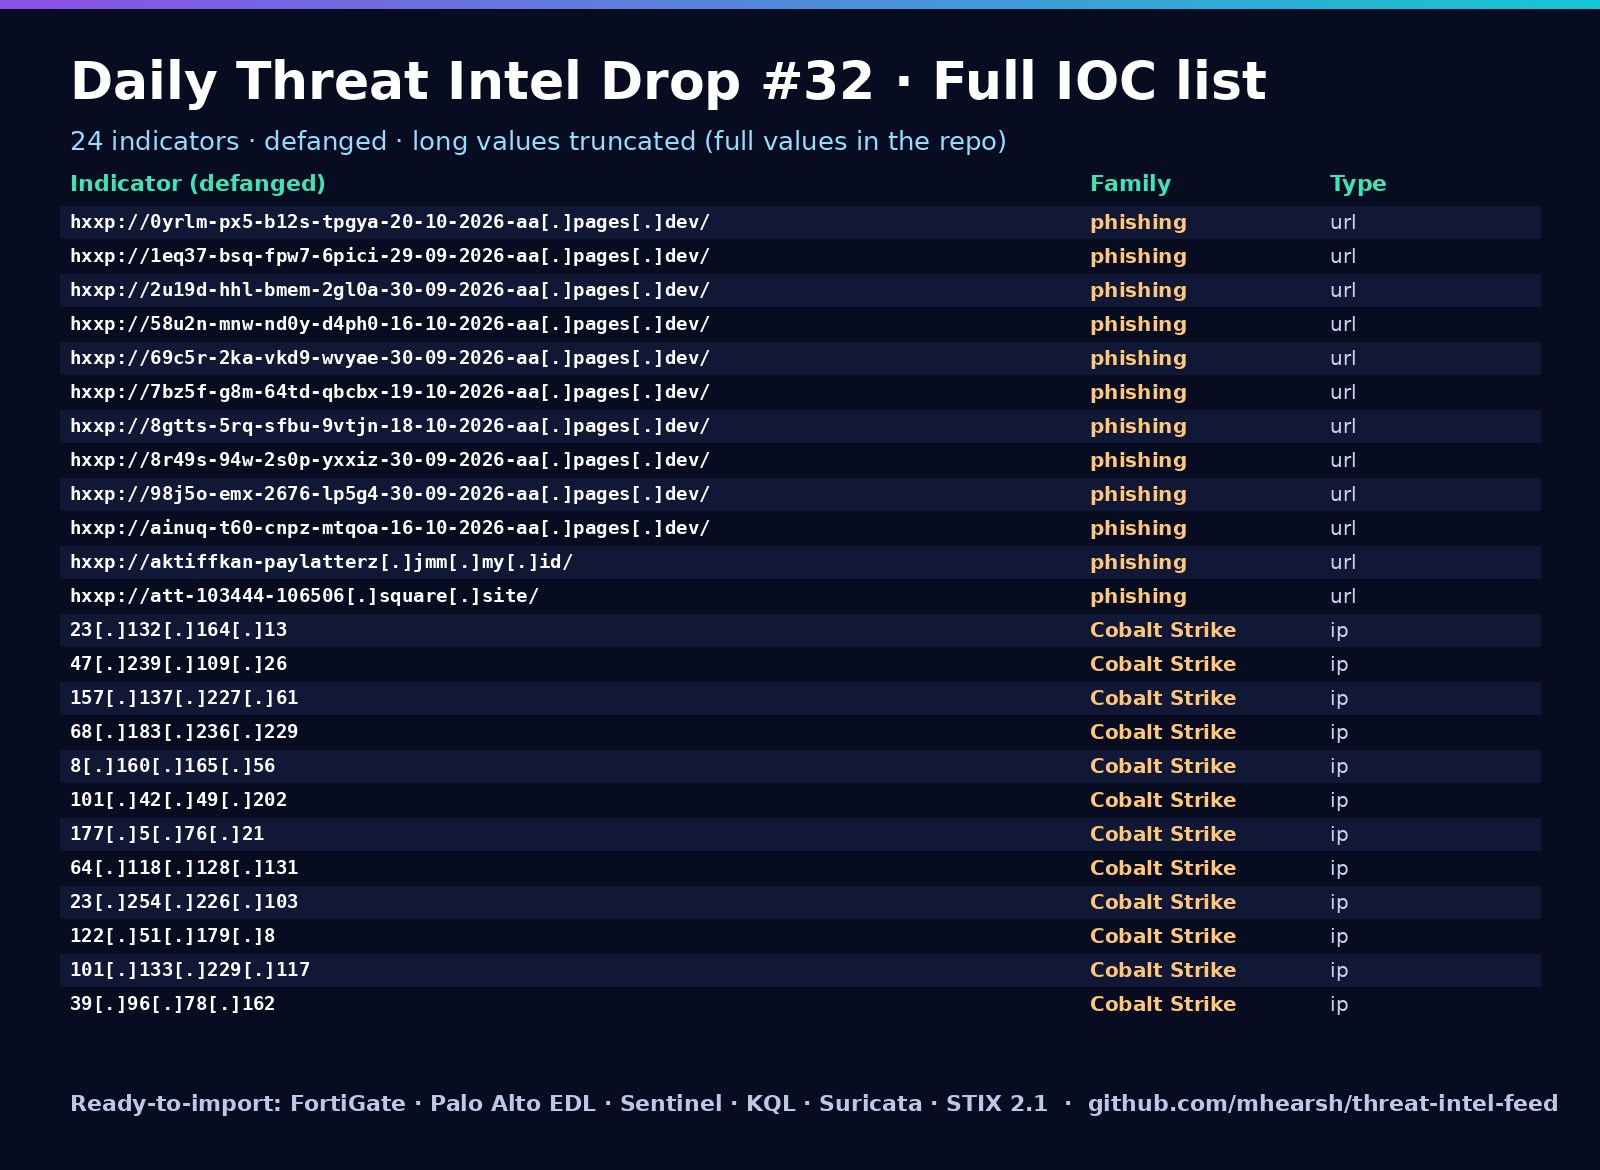 Daily Threat Intel Drop #32 · Full IOC list
24 indicators · defanged · long values truncated (full values in the repo)
Indicator (defanged) Family Type
hxxp://0yrlm-px5-b12s-tpgya-20-10-2026-aa[.]pages[.]dev/ phishing url
hxxp://1eq37-bsq-fpw7-6pici-29-09-2026-aa[.]pages[.]dev/ phishing url
hxxp://2u19d-hhl-bmem-2gl0a-30-09-2026-aa[.]pages[.]dev/ phishing url
hxxp://58u2n-mnw-nd0y-d4ph0-16-10-2026-aa[.]pages[.]dev/ phishing url
hxxp://69c5r-2ka-vkd9-wvyae-30-09-2026-aa[.]pages[.]dev/ phishing url
hxxp://7bz5f-g8m-64td-qbcbx-19-10-2026-aa[.]pages[.]dev/ phishing url
hxxp://8gtts-5rq-sfbu-9vtjn-18-10-2026-aa[.]pages[.]dev/ phishing url
hxxp://8r49s-94w-2s0p-yxxiz-30-09-2026-aa[.]pages[.]dev/ phishing url
hxxp://98j5o-emx-2676-lp5g4-30-09-2026-aa[.]pages[.]dev/ phishing url
hxxp://ainuq-t60-cnpz-mtqoa-16-10-2026-aa[.]pages[.]dev/ phishing url
hxxp://aktiffkan-paylatterz[.]jmm[.]my[.]id/ phishing url
hxxp://att-103444-106506[.]square[.]site/ phishing url
23[.]132[.]164[.]13 Cobalt Strike ip
47[.]239[.]109[.]26 Cobalt Strike ip
157[.]137[.]227[.]61 Cobalt Strike ip
68[.]183[.]236[.]229 Cobalt Strike ip
8[.]160[.]165[.]56 Cobalt Strike ip
101[.]42[.]49[.]202 Cobalt Strike ip
177[.]5[.]76[.]21 Cobalt Strike ip
64[.]118[.]128[.]131 Cobalt Strike ip
23[.]254[.]226[.]103 Cobalt Strike ip
122[.]51[.]179[.]8 Cobalt Strike ip
101[.]133[.]229[.]117 Cobalt Strike ip
39[.]96[.]78[.]162 Cobalt Strike ip
Ready-to-import: FortiGate · Palo Alto EDL · Sentinel · KQL · Suricata · STIX 2.1 · github.com/mhearsh/threat-intel-feed